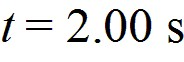 t = 2.00 s